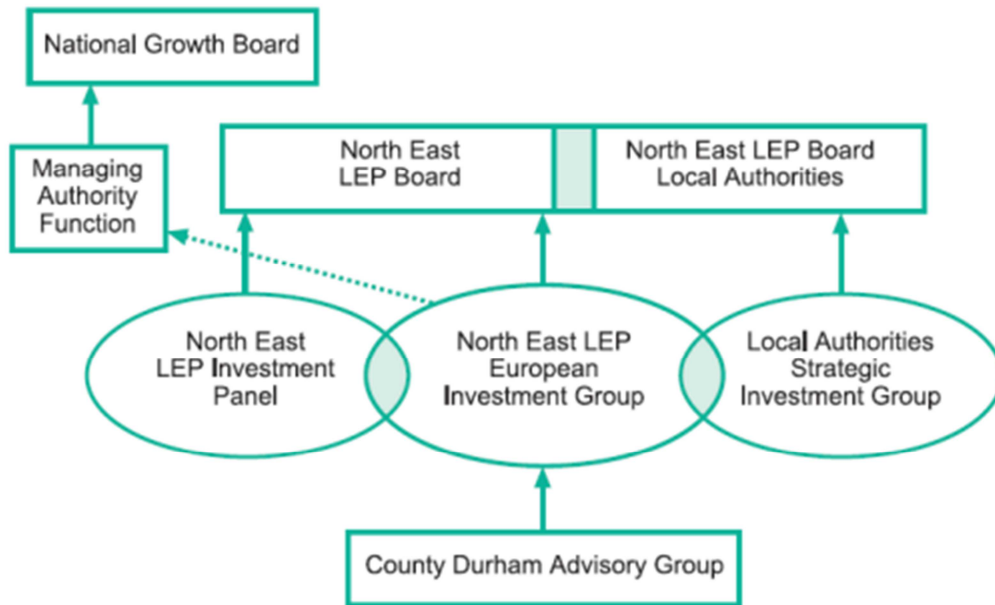 National Growth Board
Managing
Authority
Function
North East
LEP Board
North East LEP Board
Local Authorities
North East
LEP Investment
Panel
North East LEP
European
Investment Group
Local Authorities
Strategic
Investment Group
County Durham Advisory Group